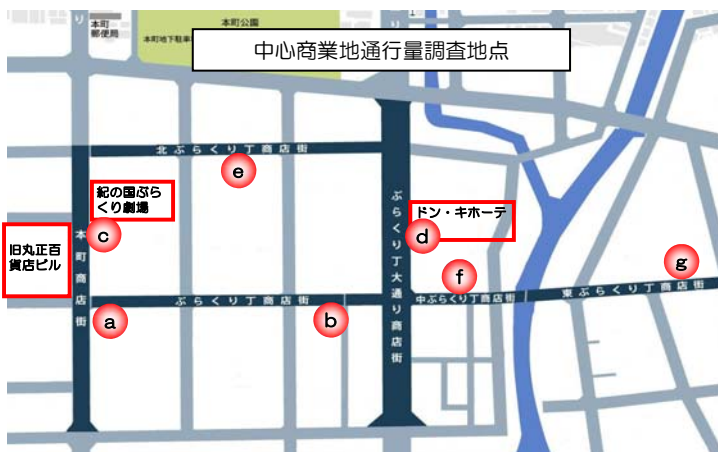 り
本町
郵便局
本町公園
本町地下駐車
り
中心商業地通行量調査地点
北ぶらくり丁商店街
e
紀の国ぶら
くり劇場
旧丸正百
貨店ビル
c
本町商店街
ぶらくり丁大通り商店街
ドン・キホーテ
d
f
g
a
ぶらくり丁商店街
b
中ぶらくり丁商店街
東ぶらくり丁商店街